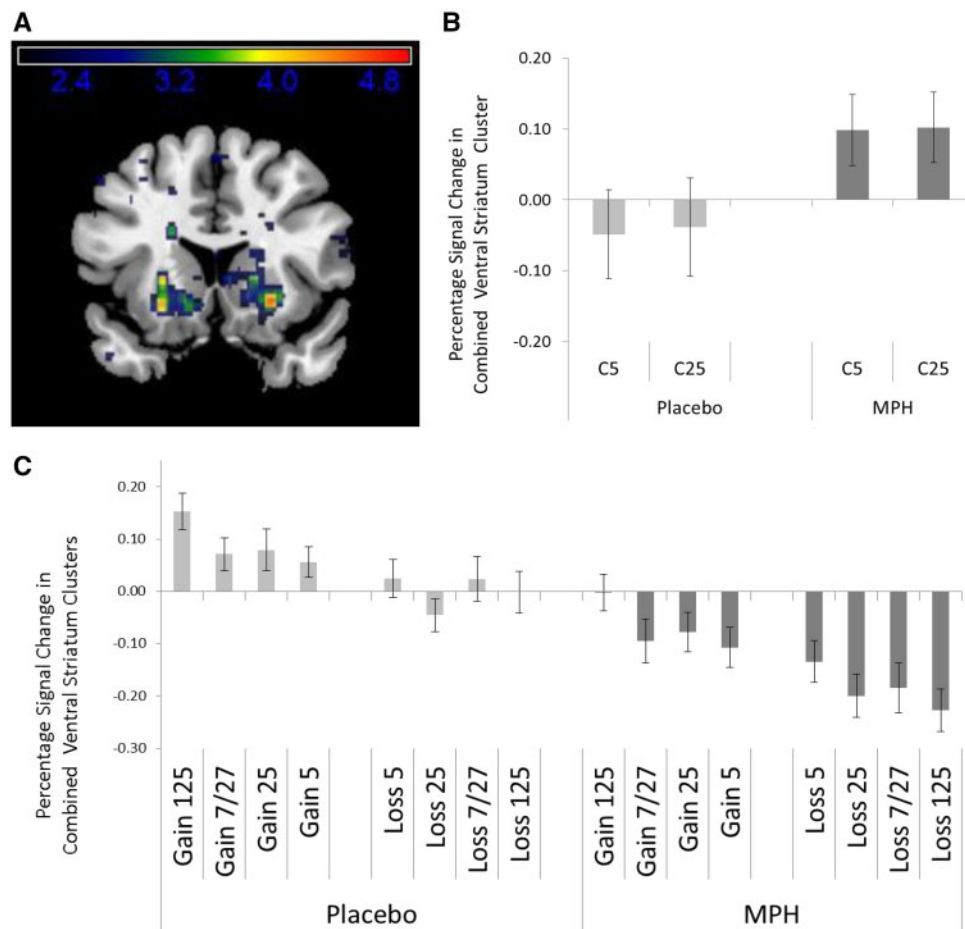 A
2.4 3.2 4.0 4.8
B
Percentage Signal Change in
Combined Ventral Striatum Cluster
0.20
0.10
0.00
-0.10
-0.20
C5 C25 C5 C25
Placebo MPH
C
Percentage Signal Change in
Combined Ventral Striatum Clusters
0.20
0.10
0.00
-0.10
-0.20
-0.30
Gain 125
Gain 7/27
Gain 25
Gain 5
Loss 5
Loss 25
Loss 7/27
Loss 125
Gain 125
Gain 7/27
Gain 25
Gain 5
Loss 5
Loss 25
Loss 7/27
Loss 125
Placebo MPH